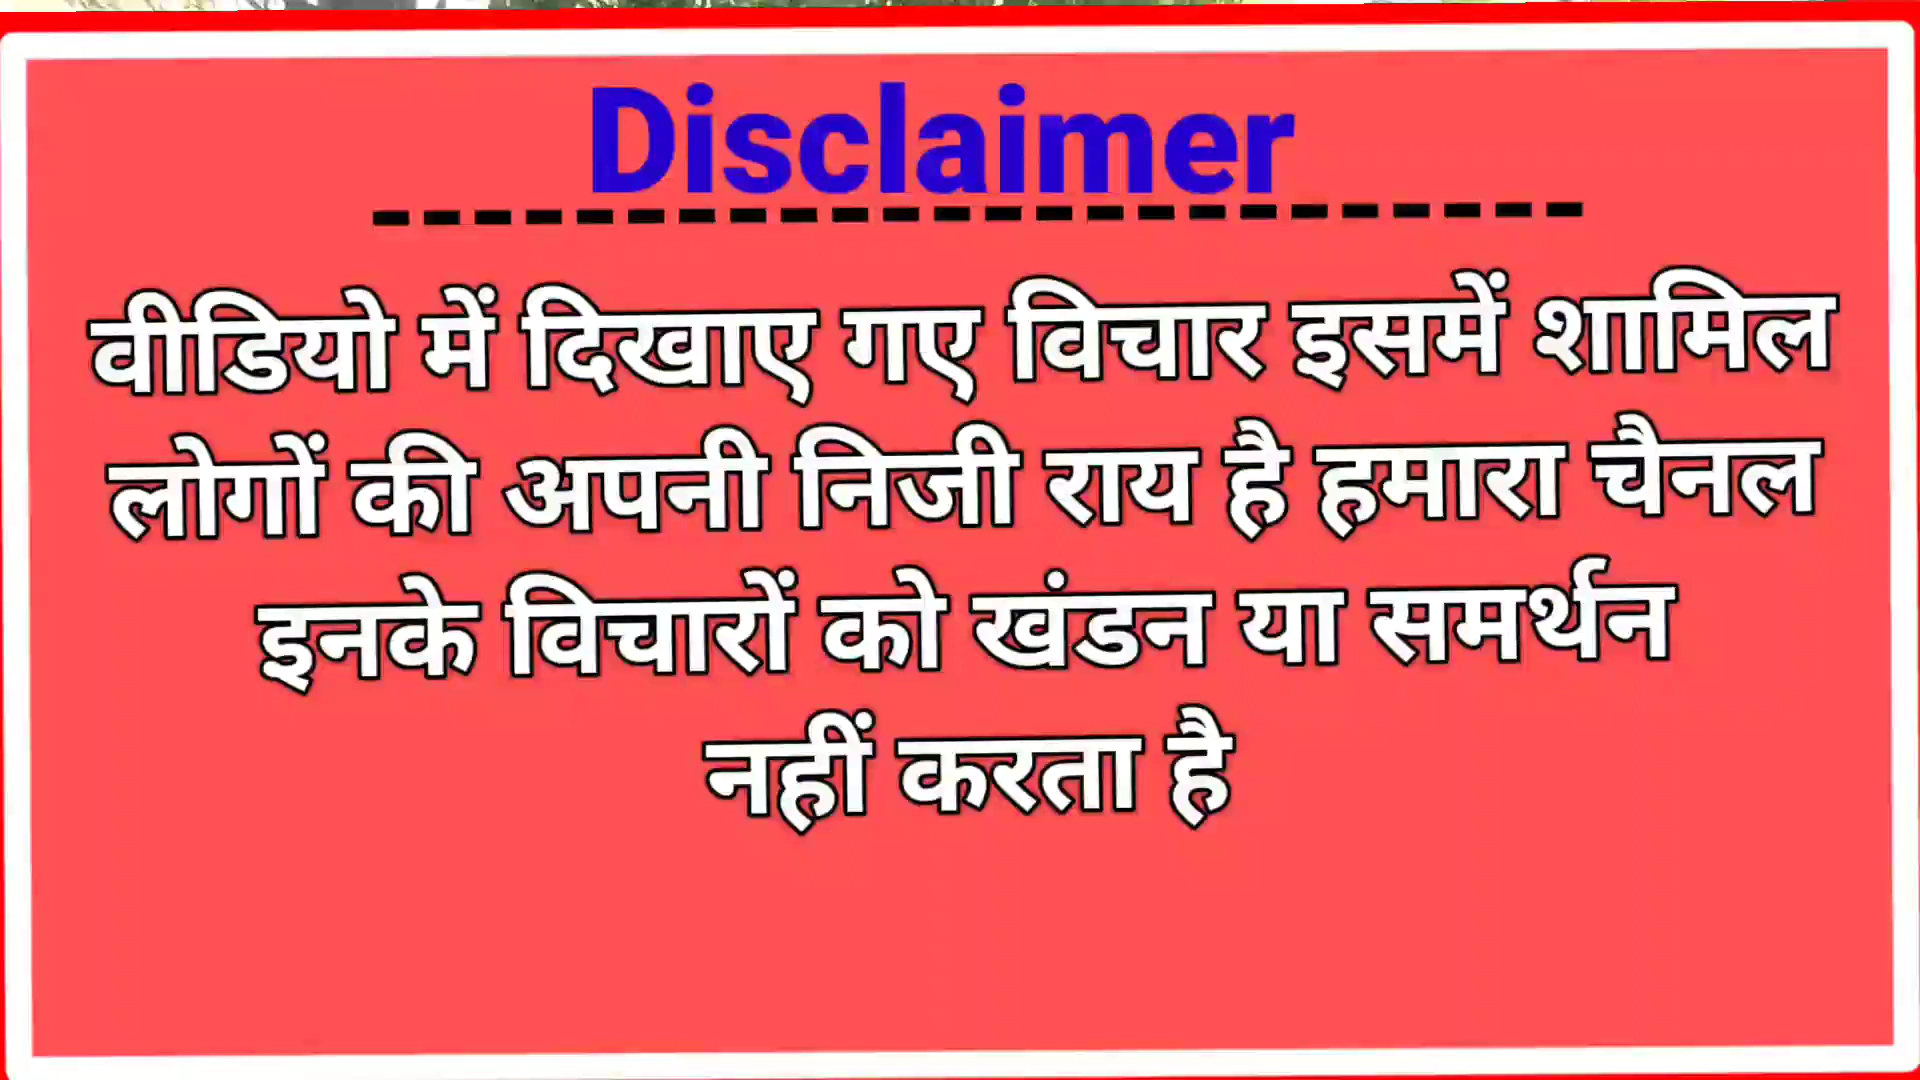 Disclaimer
वीडियो में दिखाए गए विचार इसमें शामिल
लोगों की अपनी निजी राय है हमारा चैनल
इनके विचारों को खंडन या समर्थन
नहीं करता है